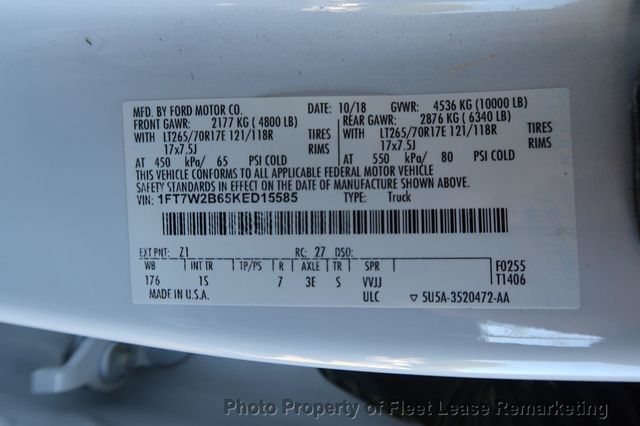 MFD. BY FORD MOTOR CO. DATE: 10/18 GVWR: 4536 KG (10000 LB)
FRONT GAWR: 2177 KG ( 4800 LB) REAR GAWR: 2876 KG ( 6340 LB)
WITH LT265/70R17E 121/118R TIRES WITH LT265/70R17E 121/118R TIRES
17x7.5J RIMS 17x7.5J RIMS
AT 450 kPa/ 65 PSI COLD AT 550 kPa/ 80 PSI COLD
THIS VEHICLE CONFORMS TO ALL APPLICABLE FEDERAL MOTOR VEHICLE
SAFETY STANDARDS IN EFFECT ON THE DATE OF MANUFACTURE SHOWN ABOVE.
VIN: 1FT7W2B65KED15585 TYPE: Truck
EXT PNT: Z1 RC: 27 DSO:
WB INT TR TP/PS R AXLE TR SPR F0255
176 1S 7 3E S VVJJ T1406
MADE IN U.S.A. ULC ▽ 5U5A-3520472-AA
Photo Property of Fleet Lease Remarketing